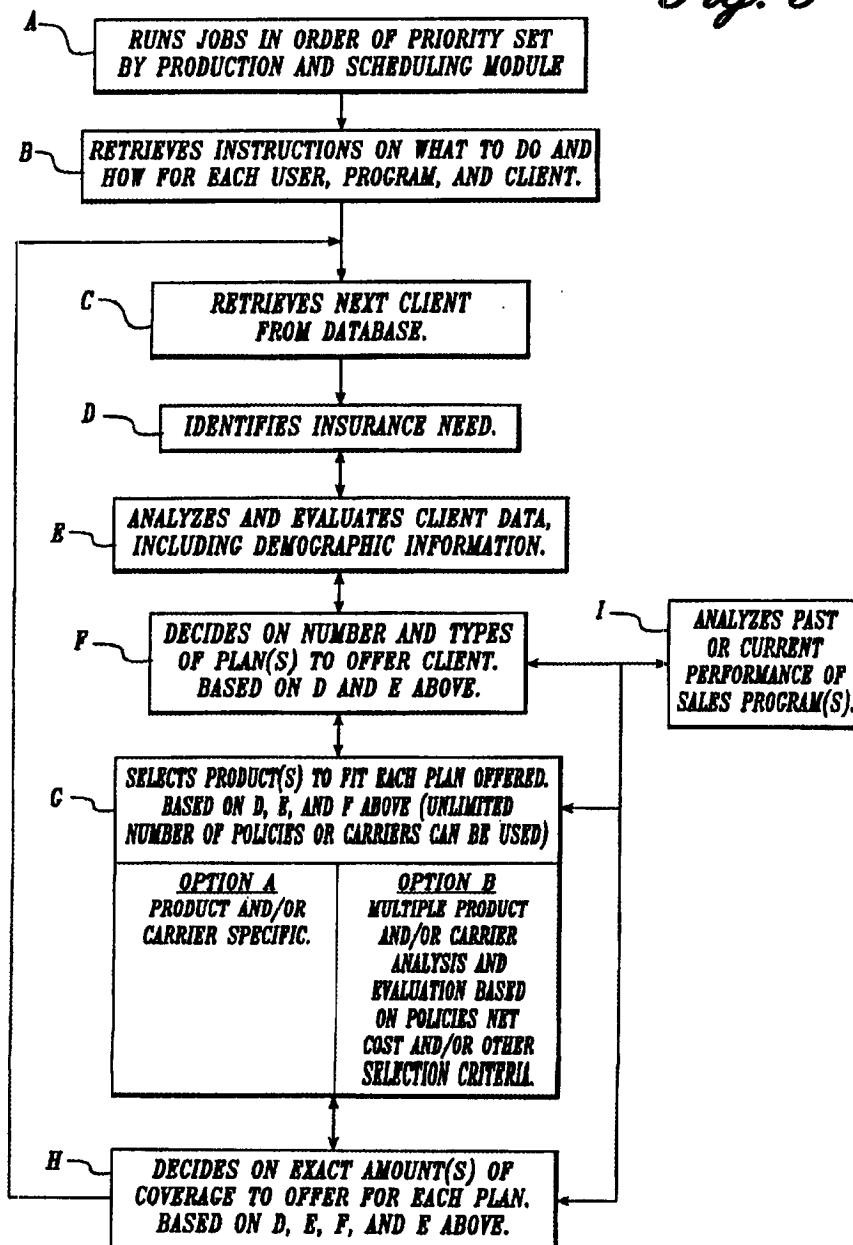 A
RUNS JOBS IN ORDER OF PRIORITY SET
BY PRODUCTION AND SCHEDULING MODULE
B
RETRIEVES INSTRUCTIONS ON WHAT TO DO AND
HOW FOR EACH USER, PROGRAM, AND CLIENT.
C
RETRIEVES NEXT CLIENT
FROM DATABASE.
D
IDENTIFIES INSURANCE NEED.
E
ANALYZES AND EVALUATES CLIENT DATA,
INCLUDING DEMOGRAPHIC INFORMATION.
F
DECIDES ON NUMBER AND TYPES
OF PLAN(S) TO OFFER CLIENT.
BASED ON D AND E ABOVE.
I
ANALYZES PAST
OR CURRENT
PERFORMANCE OF
SALES PROGRAM(S).
G
SELECTS PRODUCT(S) TO FIT EACH PLAN OFFERED.
BASED ON D, E, AND F ABOVE (UNLIMITED
NUMBER OF POLICIES OR CARRIERS CAN BE USED)
OPTION A
PRODUCT AND/OR
CARRIER SPECIFIC.
OPTION B
MULTIPLE PRODUCT
AND/OR CARRIER
ANALYSIS AND
EVALUATION BASED
ON POLICIES NET
COST AND/OR OTHER
SELECTION CRITERIA.
H
DECIDES ON EXACT AMOUNT(S) OF
COVERAGE TO OFFER FOR EACH PLAN.
BASED ON D, E, F, AND E ABOVE.